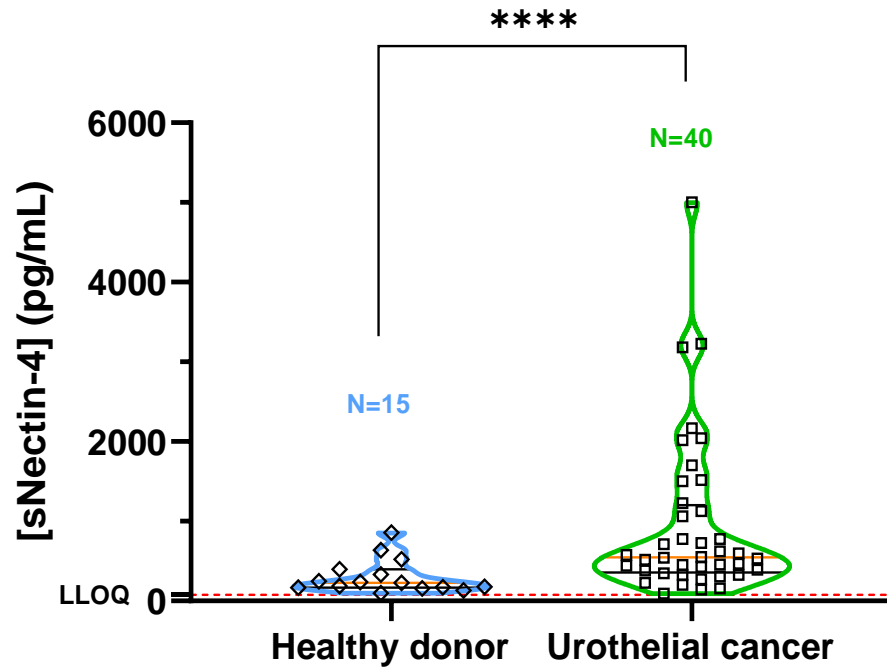 ****
6000
N=40
[sNectin-4] (pg/mL)
4000
N=15
2000
LLOQ
0
Healthy donor
Urothelial cancer